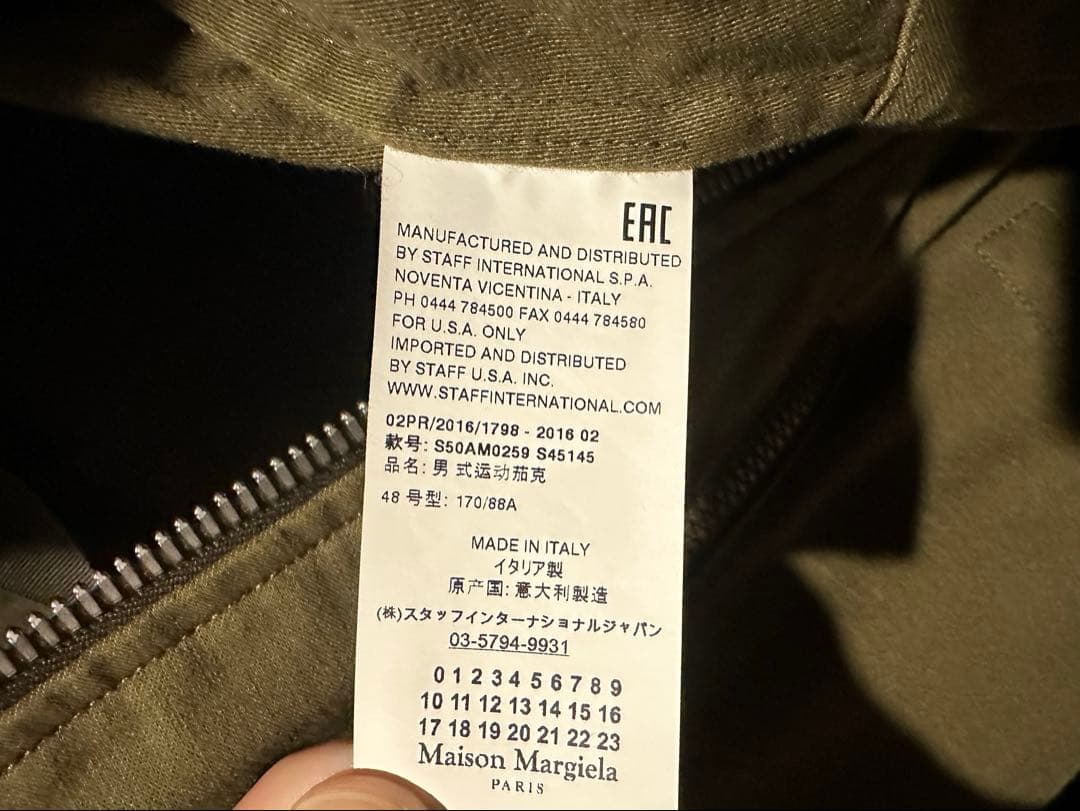 EAC
MANUFACTURED AND DISTRIBUTED
BY STAFF INTERNATIONAL S.P.A.
NOVENTA VICENTINA - ITALY
PH 0444 784500 FAX 0444 784580
FOR U.S.A. ONLY
IMPORTED AND DISTRIBUTED
BY STAFF U.S.A. INC.
WWW.STAFFINTERNATIONAL.COM
02PR/2016/1798 - 2016 02
款号: S50AM0259 S45145
品名: 男 式运动茄克
48 号型: 170/88A
MADE IN ITALY
イタリア製
原产国: 意大利製造
(株)スタッフインターナショナルジャパン
03-5794-9931
0 1 2 3 4 5 6 7 8 9
10 11 12 13 14 15 16
17 18 19 20 21 22 23
Maison Margiela
PARIS